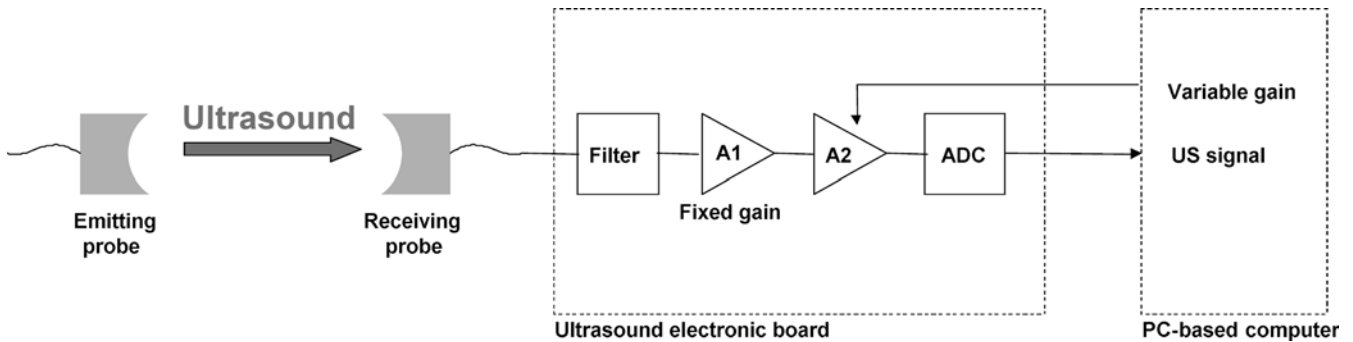 Ultrasound
Emitting
probe
Receiving
probe
Filter
A1
A2
ADC
Fixed gain
Variable gain
US signal
Ultrasound electronic board
PC-based computer